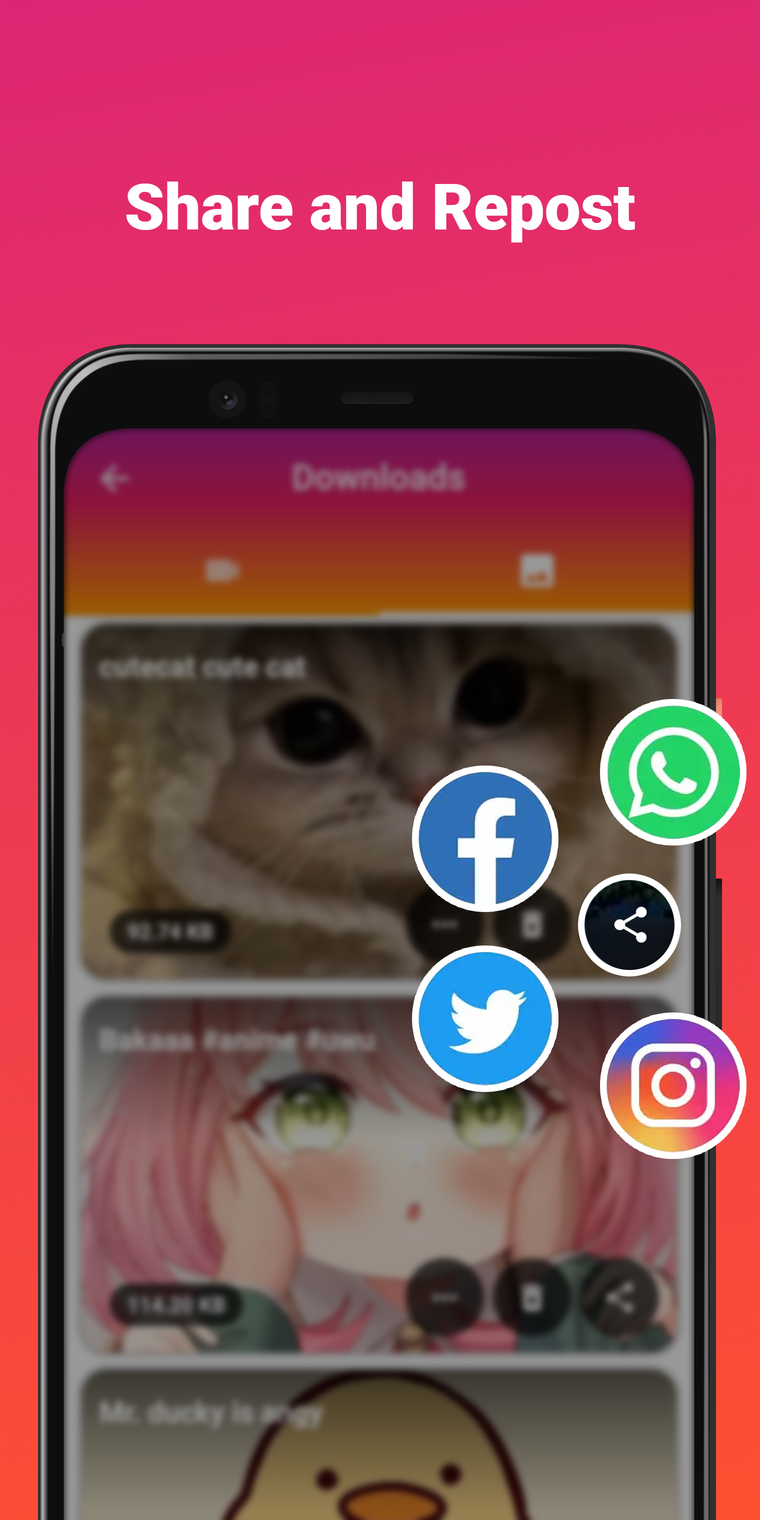 Share and Repost
Downloads
cutecat cute cat
92.74 KB
Bakaaa #anime #uwu
114.20 KB
Mr. ducky is angy